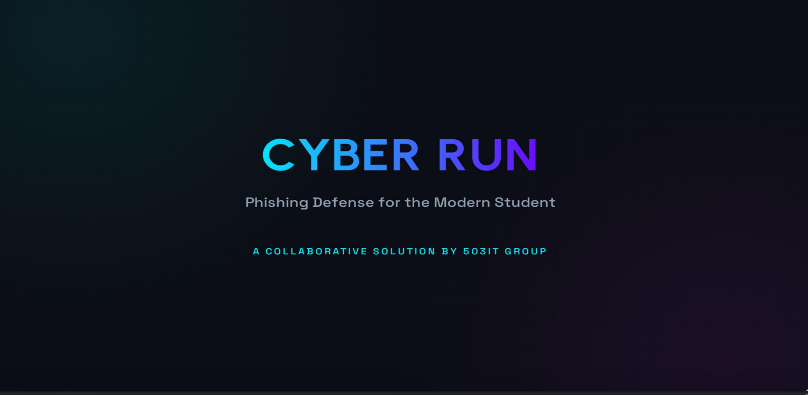 CYBER RUN
Phishing Defense for the Modern Student
A COLLABORATIVE SOLUTION BY 503IT GROUP